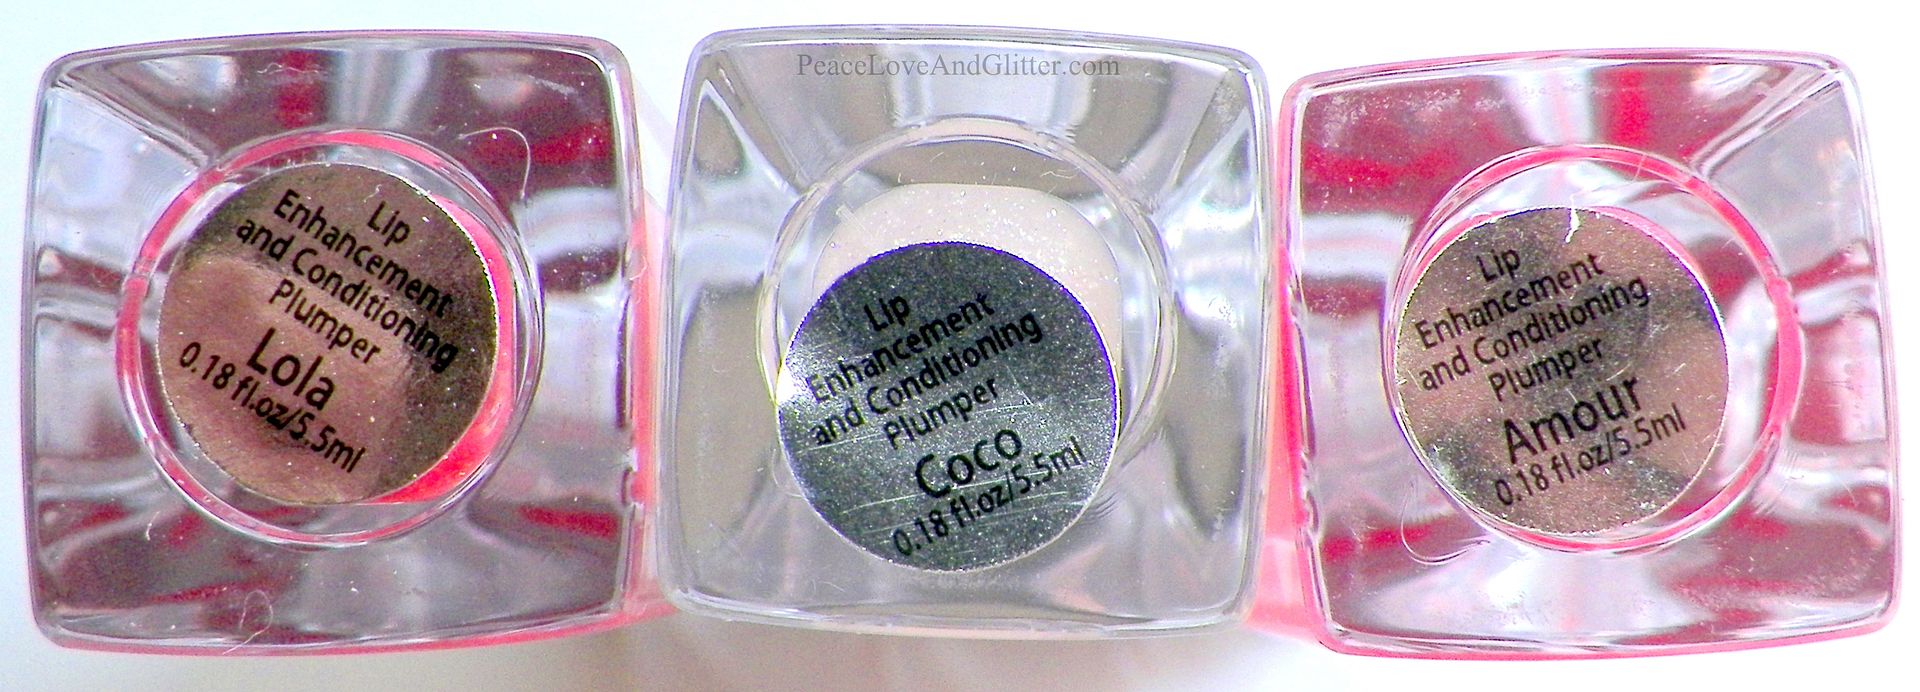 PeaceLoveAndGlitter.com
Lip
Enhancement
and Conditioning
Plumper
Lola
0.18 fl.oz/5.5ml
Lip
Enhancement
and Conditioning
Plumper
Coco
0.18 fl.oz/5.5ml
Lip
Enhancement
and Conditioning
Plumper
Amour
0.18 fl.oz/5.5ml